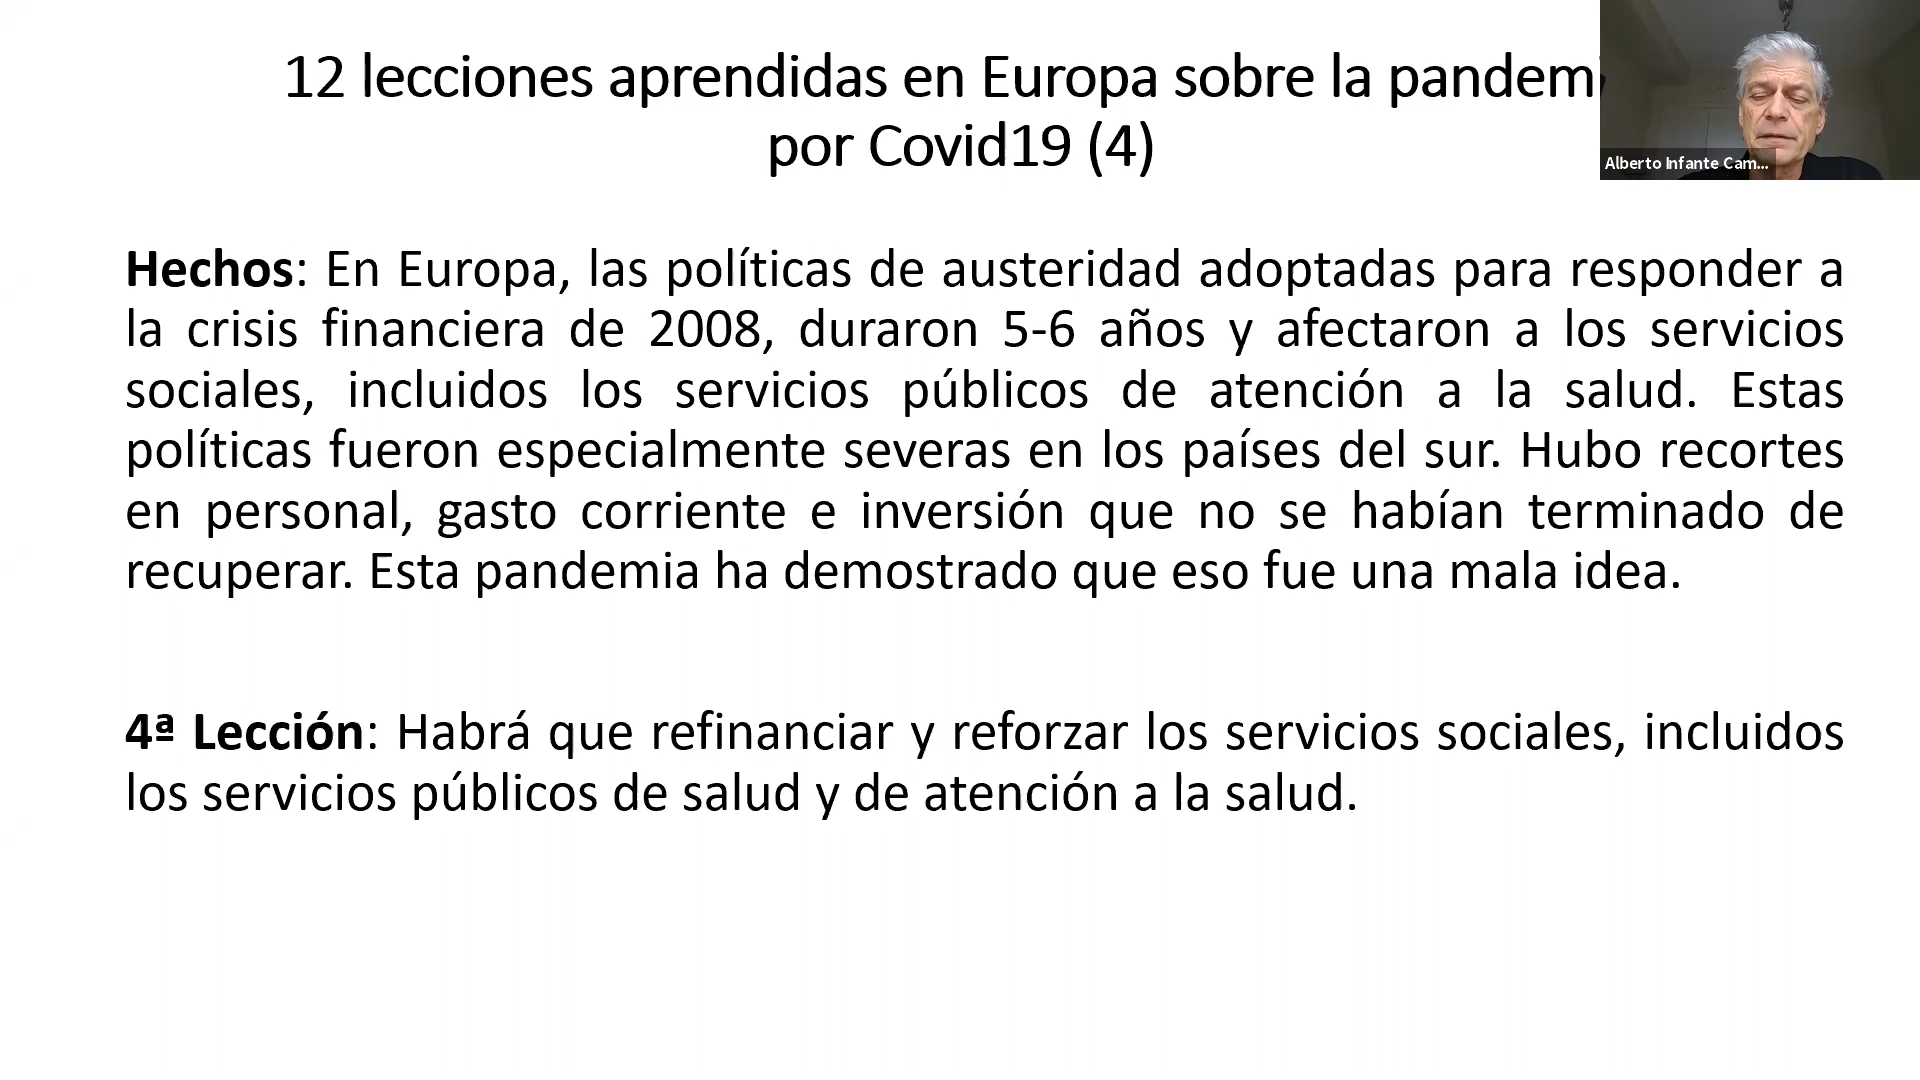 12 lecciones aprendidas en Europa sobre la pandemi
por Covid19 (4)
Alberto Infante Cam...
Hechos: En Europa, las políticas de austeridad adoptadas para responder a
la crisis financiera de 2008, duraron 5-6 años y afectaron a los servicios
sociales, incluidos los servicios públicos de atención a la salud. Estas
políticas fueron especialmente severas en los países del sur. Hubo recortes
en personal, gasto corriente e inversión que no se habían terminado de
recuperar. Esta pandemia ha demostrado que eso fue una mala idea.
4ª Lección: Habrá que refinanciar y reforzar los servicios sociales, incluidos
los servicios públicos de salud y de atención a la salud.